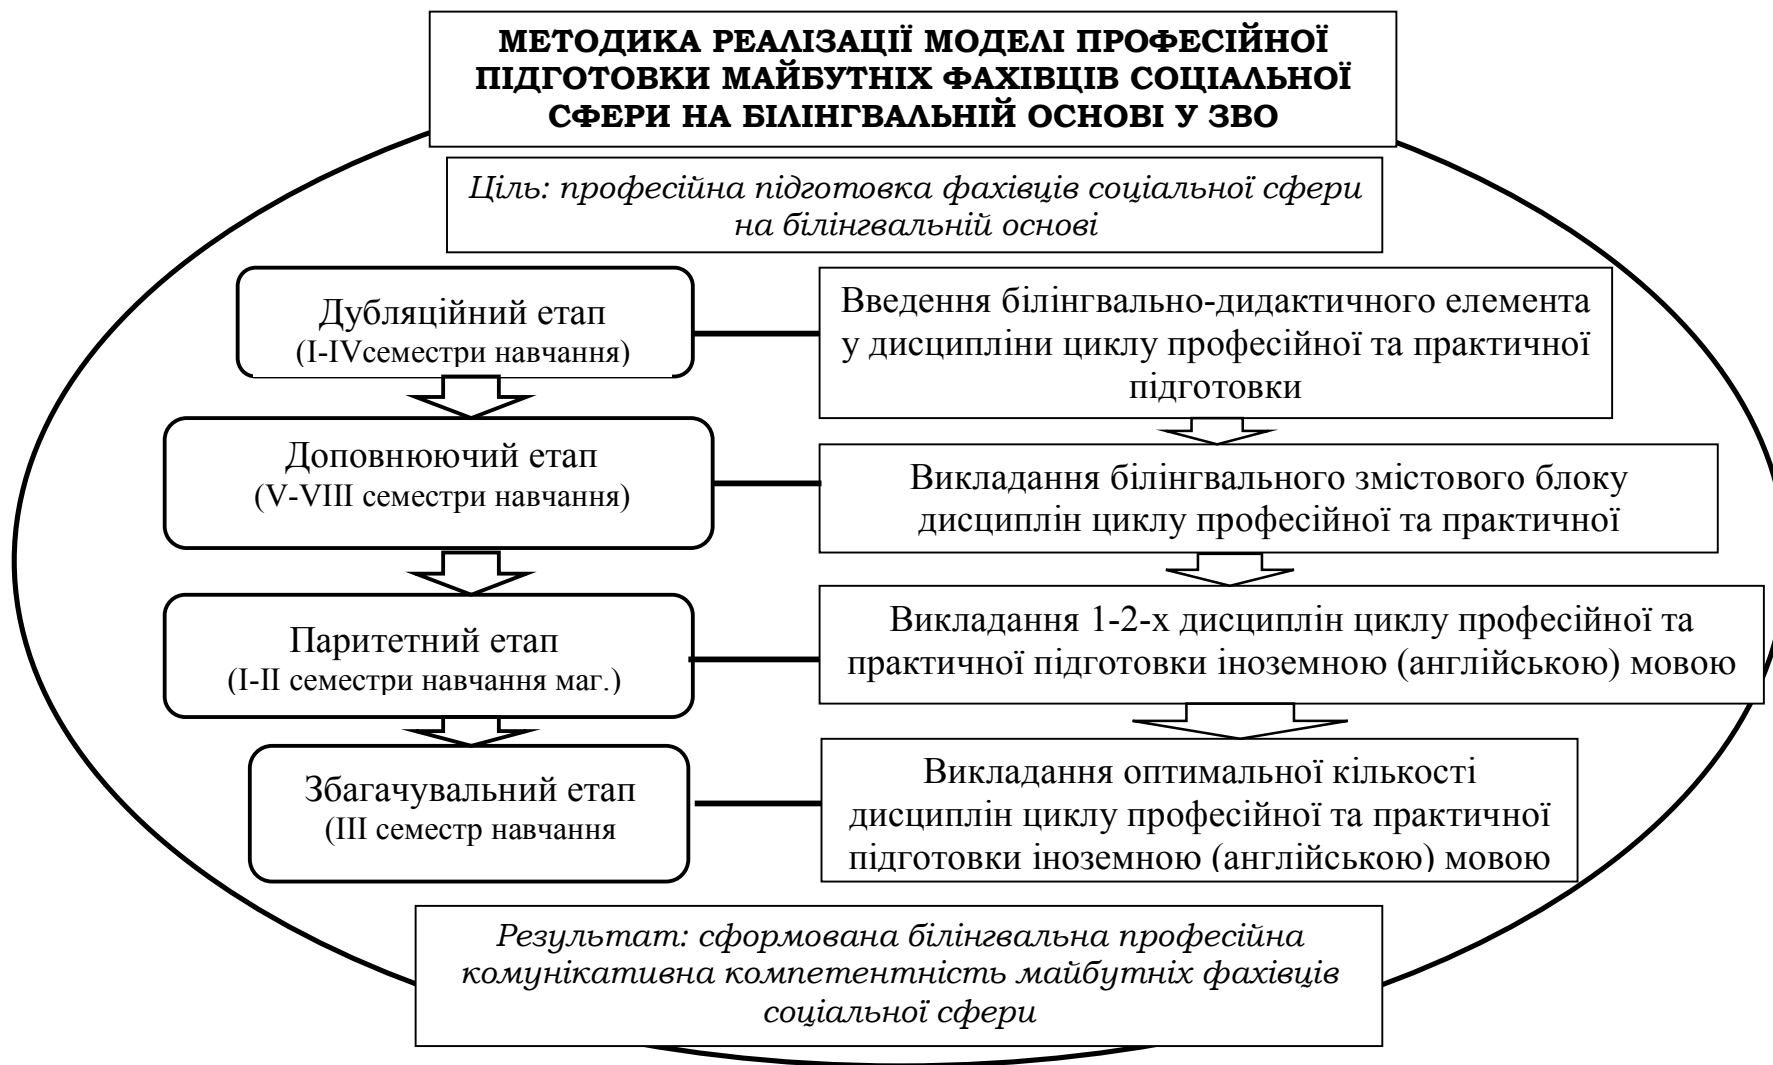 МЕТОДИКА РЕАЛІЗАЦІЇ МОДЕЛІ ПРОФЕСІЙНОЇ
ПІДГОТОВКИ МАЙБУТНІХ ФАХІВЦІВ СОЦІАЛЬНОЇ
СФЕРИ НА БІЛІНГВАЛЬНІЙ ОСНОВІ У ЗВО
Ціль: професійна підготовка фахівців соціальної сфери
на білінгвальній основі
Дубляційний етап
(І-IVсеместри навчання)
Введення білінгвально-дидактичного елемента
у дисципліни циклу професійної та практичної
підготовки
Доповнюючий етап
(V-VIII семестри навчання)
Викладання білінгвального змістового блоку
дисциплін циклу професійної та практичної
Паритетний етап
(І-ІІ семестри навчання маг.)
Викладання 1-2-х дисциплін циклу професійної та
практичної підготовки іноземною (англійською) мовою
Збагачувальний етап
(ІІІ семестр навчання
Викладання оптимальної кількості
дисциплін циклу професійної та практичної
підготовки іноземною (англійською) мовою
Результат: сформована білінгвальна професійна
комунікативна компетентність майбутніх фахівців
соціальної сфери